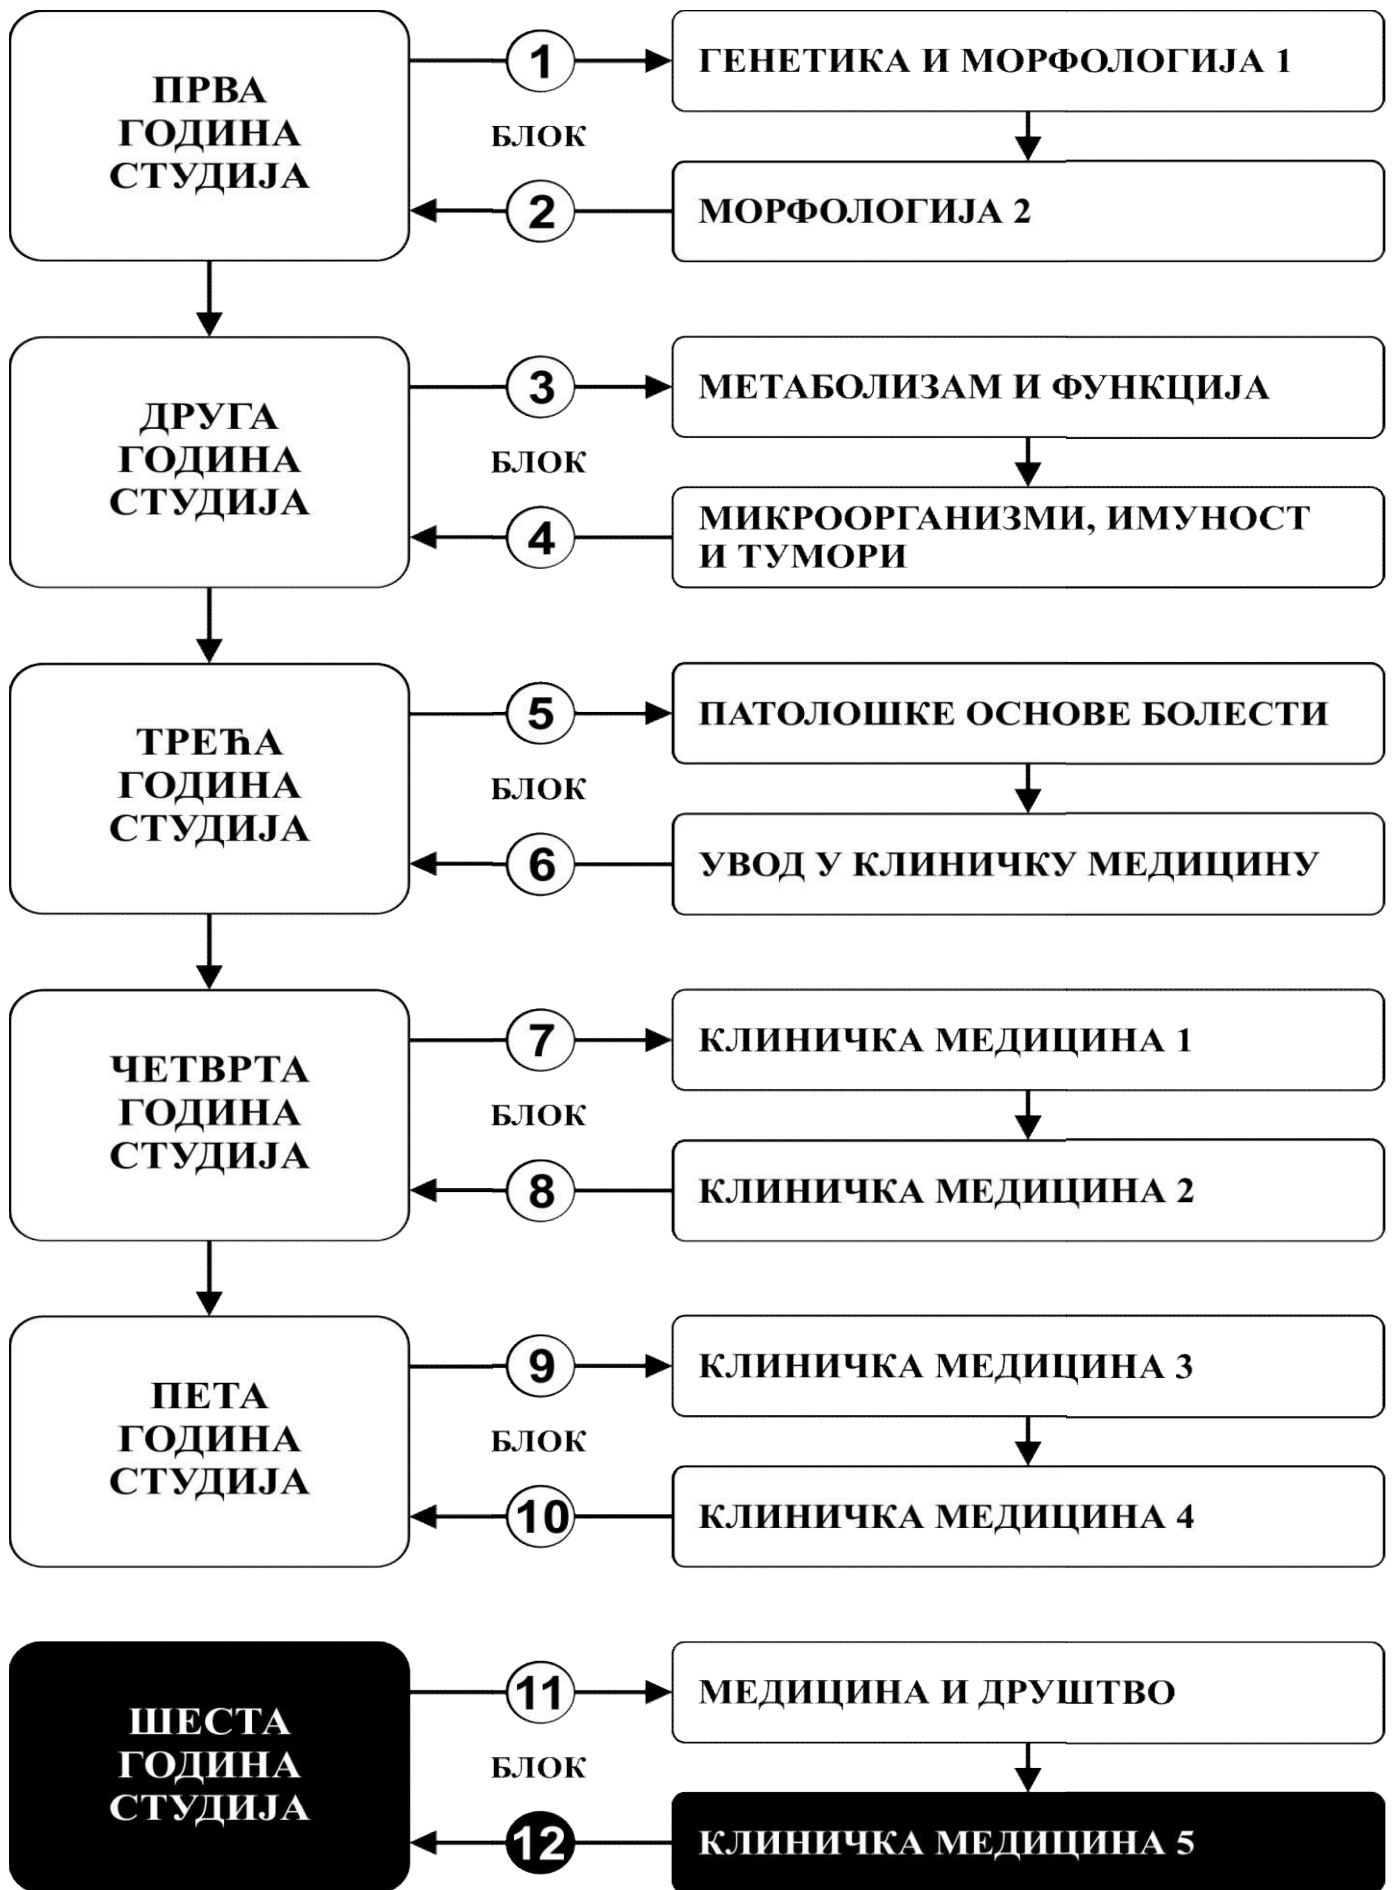 ПРВА
ГОДИНА
СТУДИЈА
1
БЛОК
2
ГЕНЕТИКА И МОРФОЛОГИЈА 1
МОРФОЛОГИЈА 2
ДРУГА
ГОДИНА
СТУДИЈА
3
БЛОК
4
МЕТАБОЛИЗАМ И ФУНКЦИЈА
МИКРООРГАНИЗМИ, ИМУНОСТ
И ТУМОРИ
ТРЕЋА
ГОДИНА
СТУДИЈА
5
БЛОК
6
ПАТОЛОШКЕ ОСНОВЕ БОЛЕСТИ
УВОД У КЛИНИЧКУ МЕДИЦИНУ
ЧЕТВРТА
ГОДИНА
СТУДИЈА
7
БЛОК
8
КЛИНИЧКА МЕДИЦИНА 1
КЛИНИЧКА МЕДИЦИНА 2
ПЕТА
ГОДИНА
СТУДИЈА
9
БЛОК
10
КЛИНИЧКА МЕДИЦИНА 3
КЛИНИЧКА МЕДИЦИНА 4
ШЕСТА
ГОДИНА
СТУДИЈА
11
БЛОК
12
МЕДИЦИНА И ДРУШТВО
КЛИНИЧКА МЕДИЦИНА 5